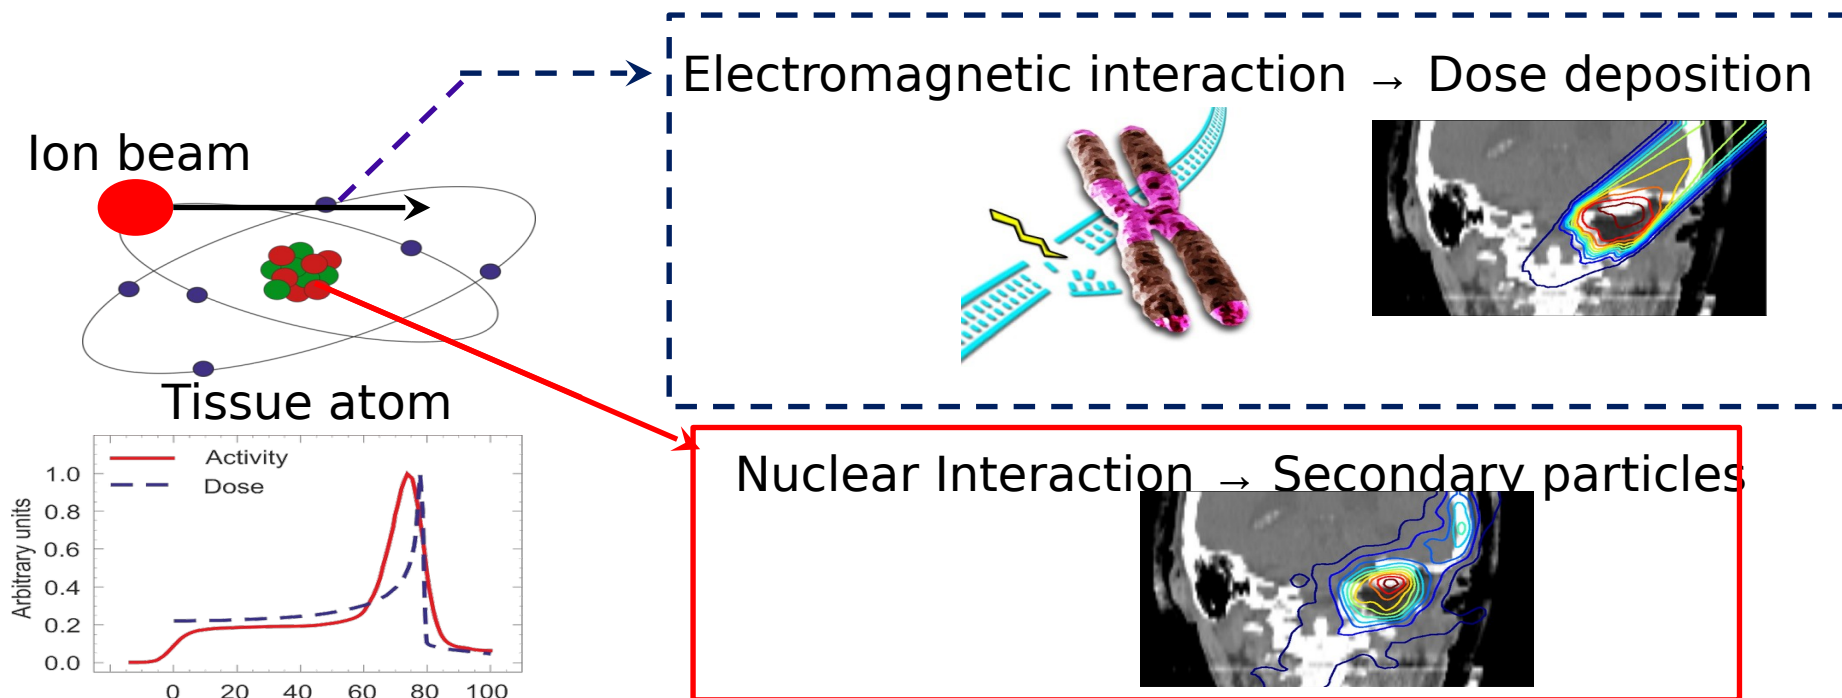 Electromagnetic interaction → Dose deposition
Ion beam
Tissue atom
Nuclear Interaction → Secondary particles
Activity
Dose
Arbitrary units
1.0
0.8
0.6
0.4
0.2
0.0
0 20 40 60 80 100